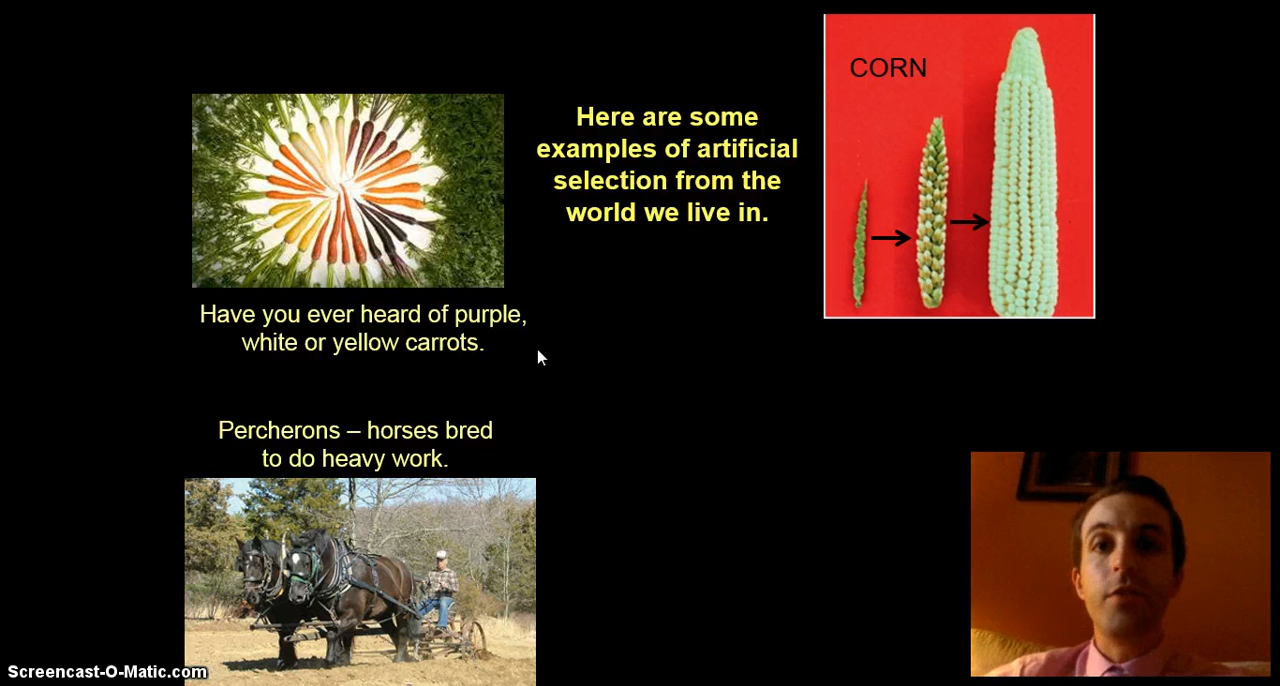 Here are some
examples of artificial
selection from the
world we live in.
CORN
Have you ever heard of purple,
white or yellow carrots.
Percherons – horses bred
to do heavy work.
Screencast-O-Matic.com